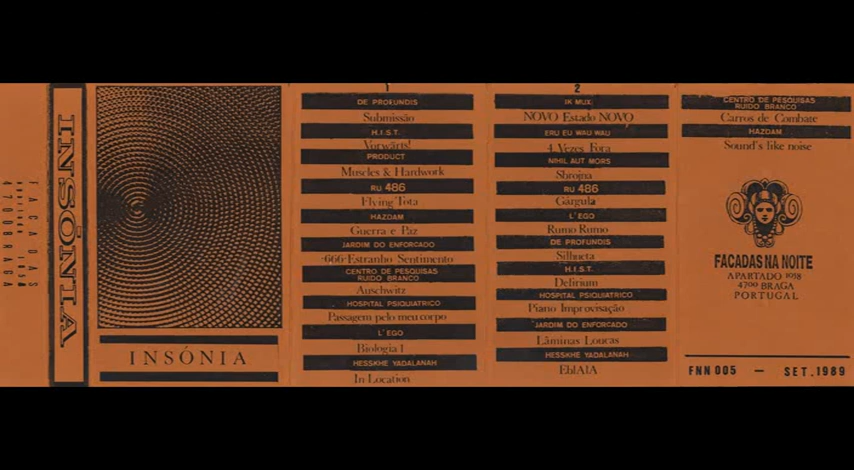 FACADAS
apartado 1058
4700BRAGA
INSÓNIA
INSÓNIA
1
DE PROFUNDIS
Submissão
H.I.S.T.
Vorwärts!
PRODUCT
Muscles & Hardwork
RU 486
Flying Tota
HAZDAM
Guerra e Paz
JARDIM DO ENFORCADO
·666·Estranho Sentimento
CENTRO DE PESQUISAS
RUIDO BRANCO
Auschwitz
HOSPITAL PSIQUIATRICO
Passagem pelo meu corpo
L'EGO
Biologia 1
HESSKHE YADALANAH
In Location
2
IK MUX
NOVO Estado NOVO
ERU EU WAU WAU
4 Vezes Fora
NIHIL AUT MORS
Sbrojna
RU 486
Gárgula
L'EGO
Rumo Rumo
DE PROFUNDIS
Silhueta
H.I.S.T.
Delirium
HOSPITAL PSIQUIATRICO
Piano Improvisação
JARDIM DO ENFORCADO
Lâminas Loucas
HESSKHE YADALANAH
CENTRO DE PESQUISAS
RUIDO BRANCO
Carros de Combate
HAZDAM
Sound's like noise
FACADAS NA NOITE
APARTADO 1058
4700 BRAGA
PORTUGAL
FNN 005 — SET.1989